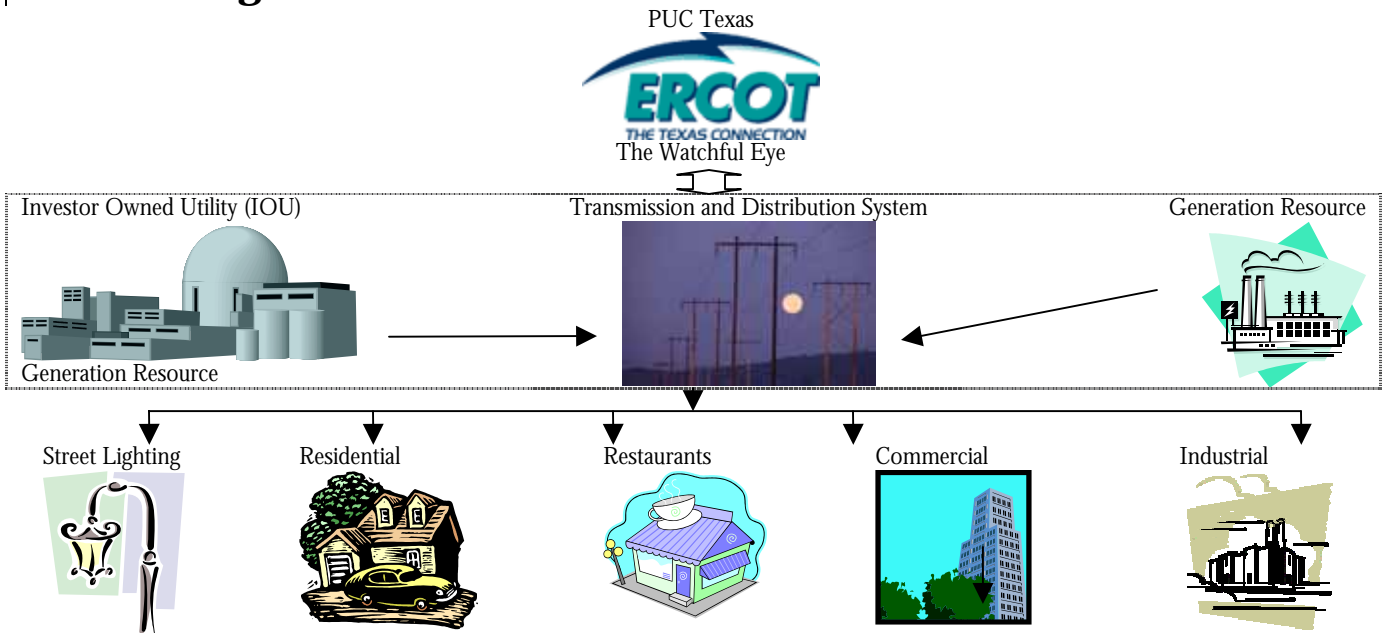 PUC Texas
ERCOT
THE TEXAS CONNECTION
The Watchful Eye
Investor Owned Utility (IOU)
Transmission and Distribution System
Generation Resource
Generation Resource
Street Lighting
Residential
Restaurants
Commercial
Industrial